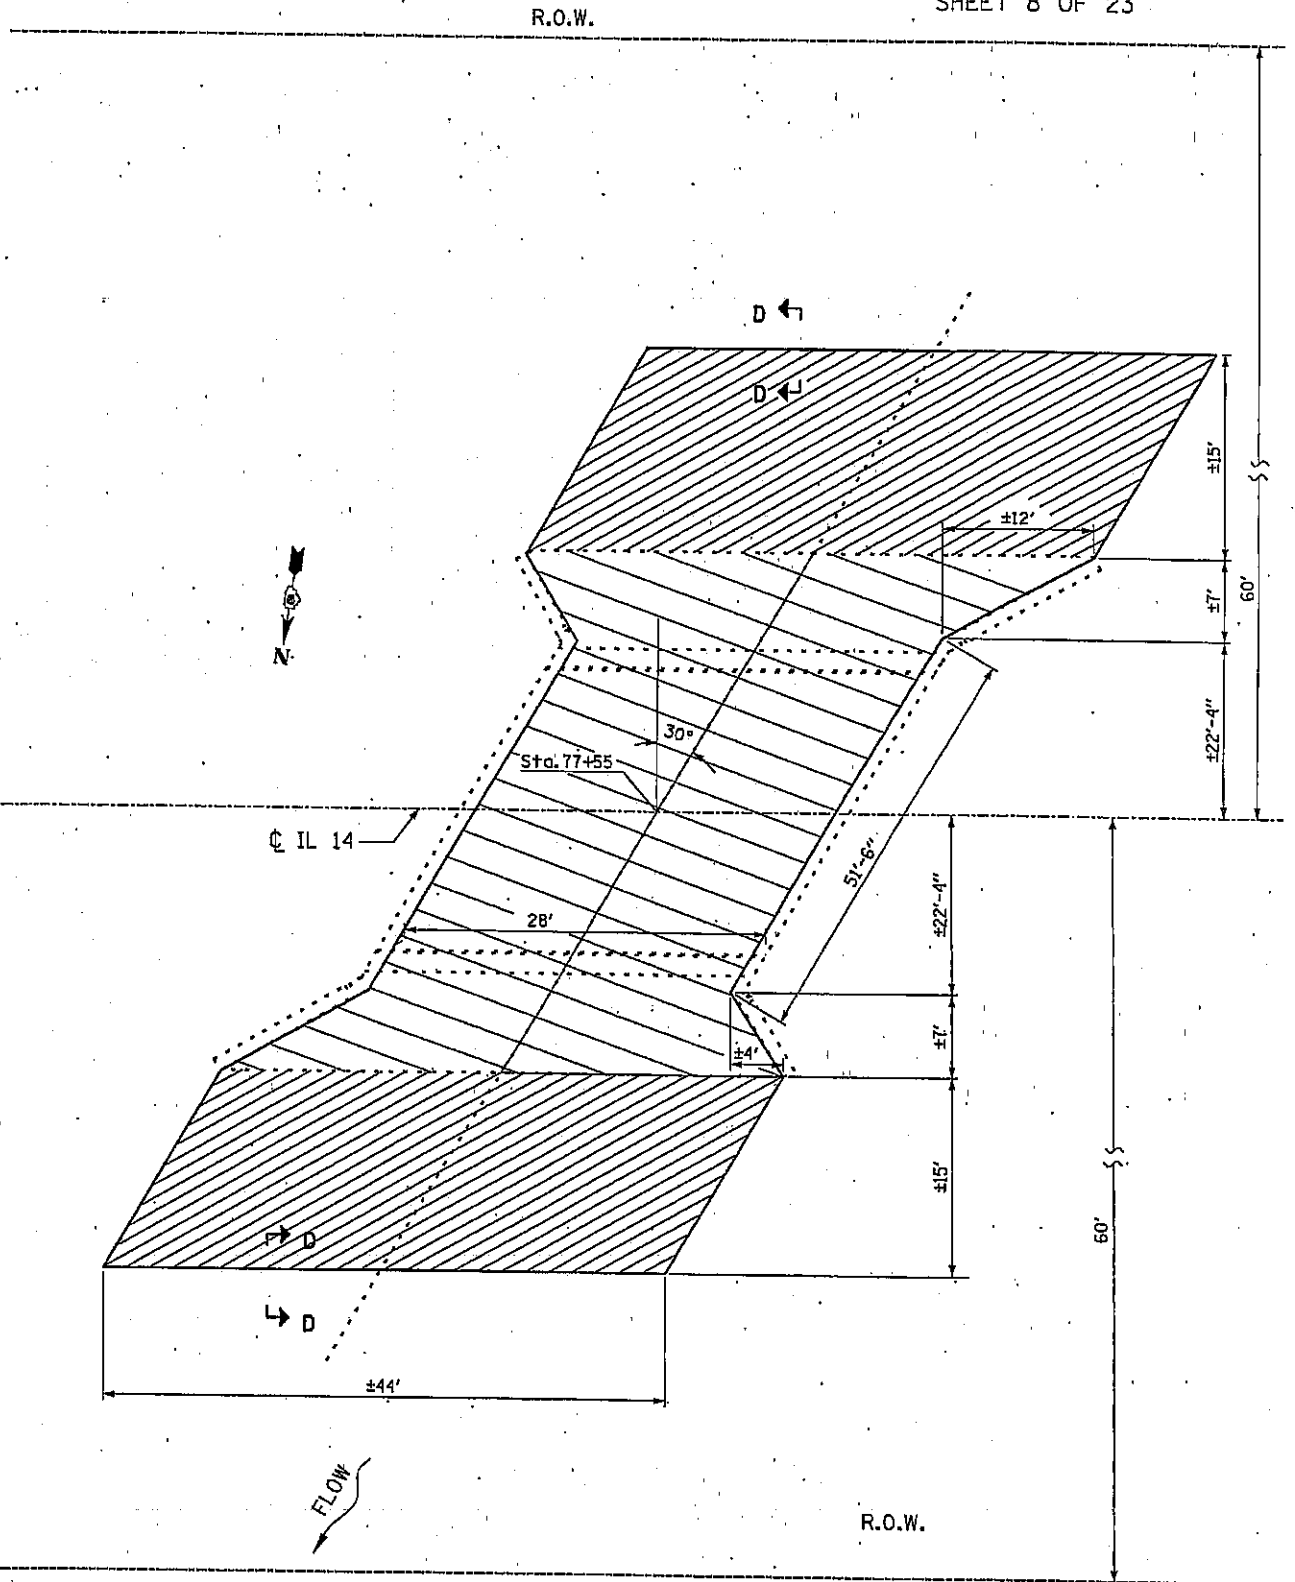 SHEET 8 OF 23
R.O.W.
D
D
±15'
±12'
±7'
60'
N
±22'-4"
30°
Sta. 77+55
℄ IL 14
51'-6"
±22'-4"
28'
±7'
±4'
±15'
60'
D
D
±44'
FLOW
R.O.W.